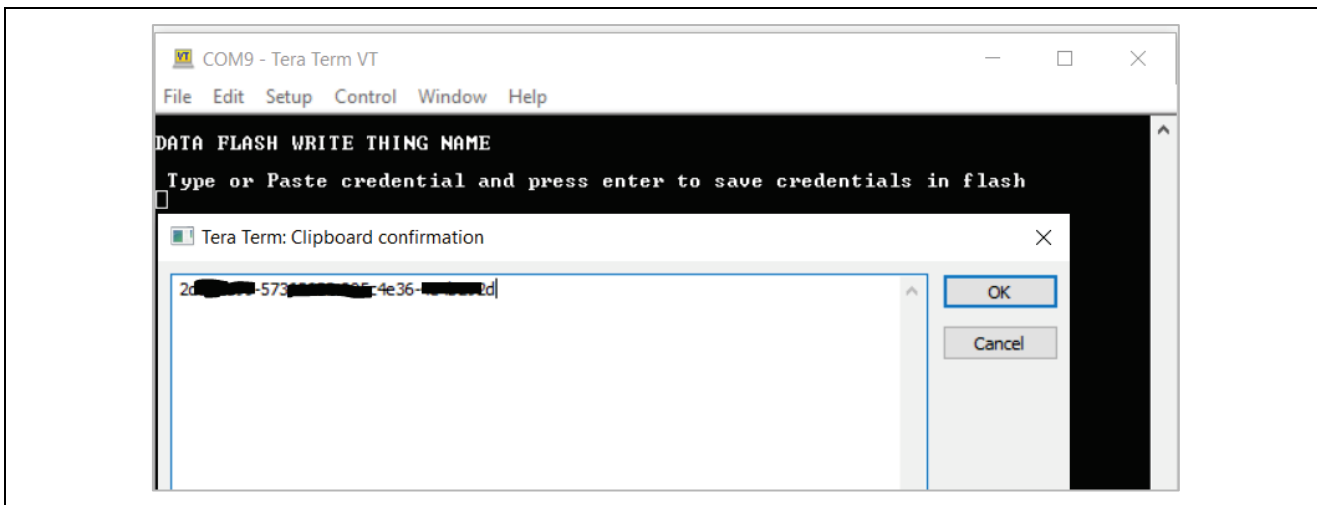 COM9 - Tera Term VT
File Edit Setup Control Window Help
DATA FLASH WRITE THING NAME
Type or Paste credential and press enter to save credentials in flash
Tera Term: Clipboard confirmation
OK
Cancel